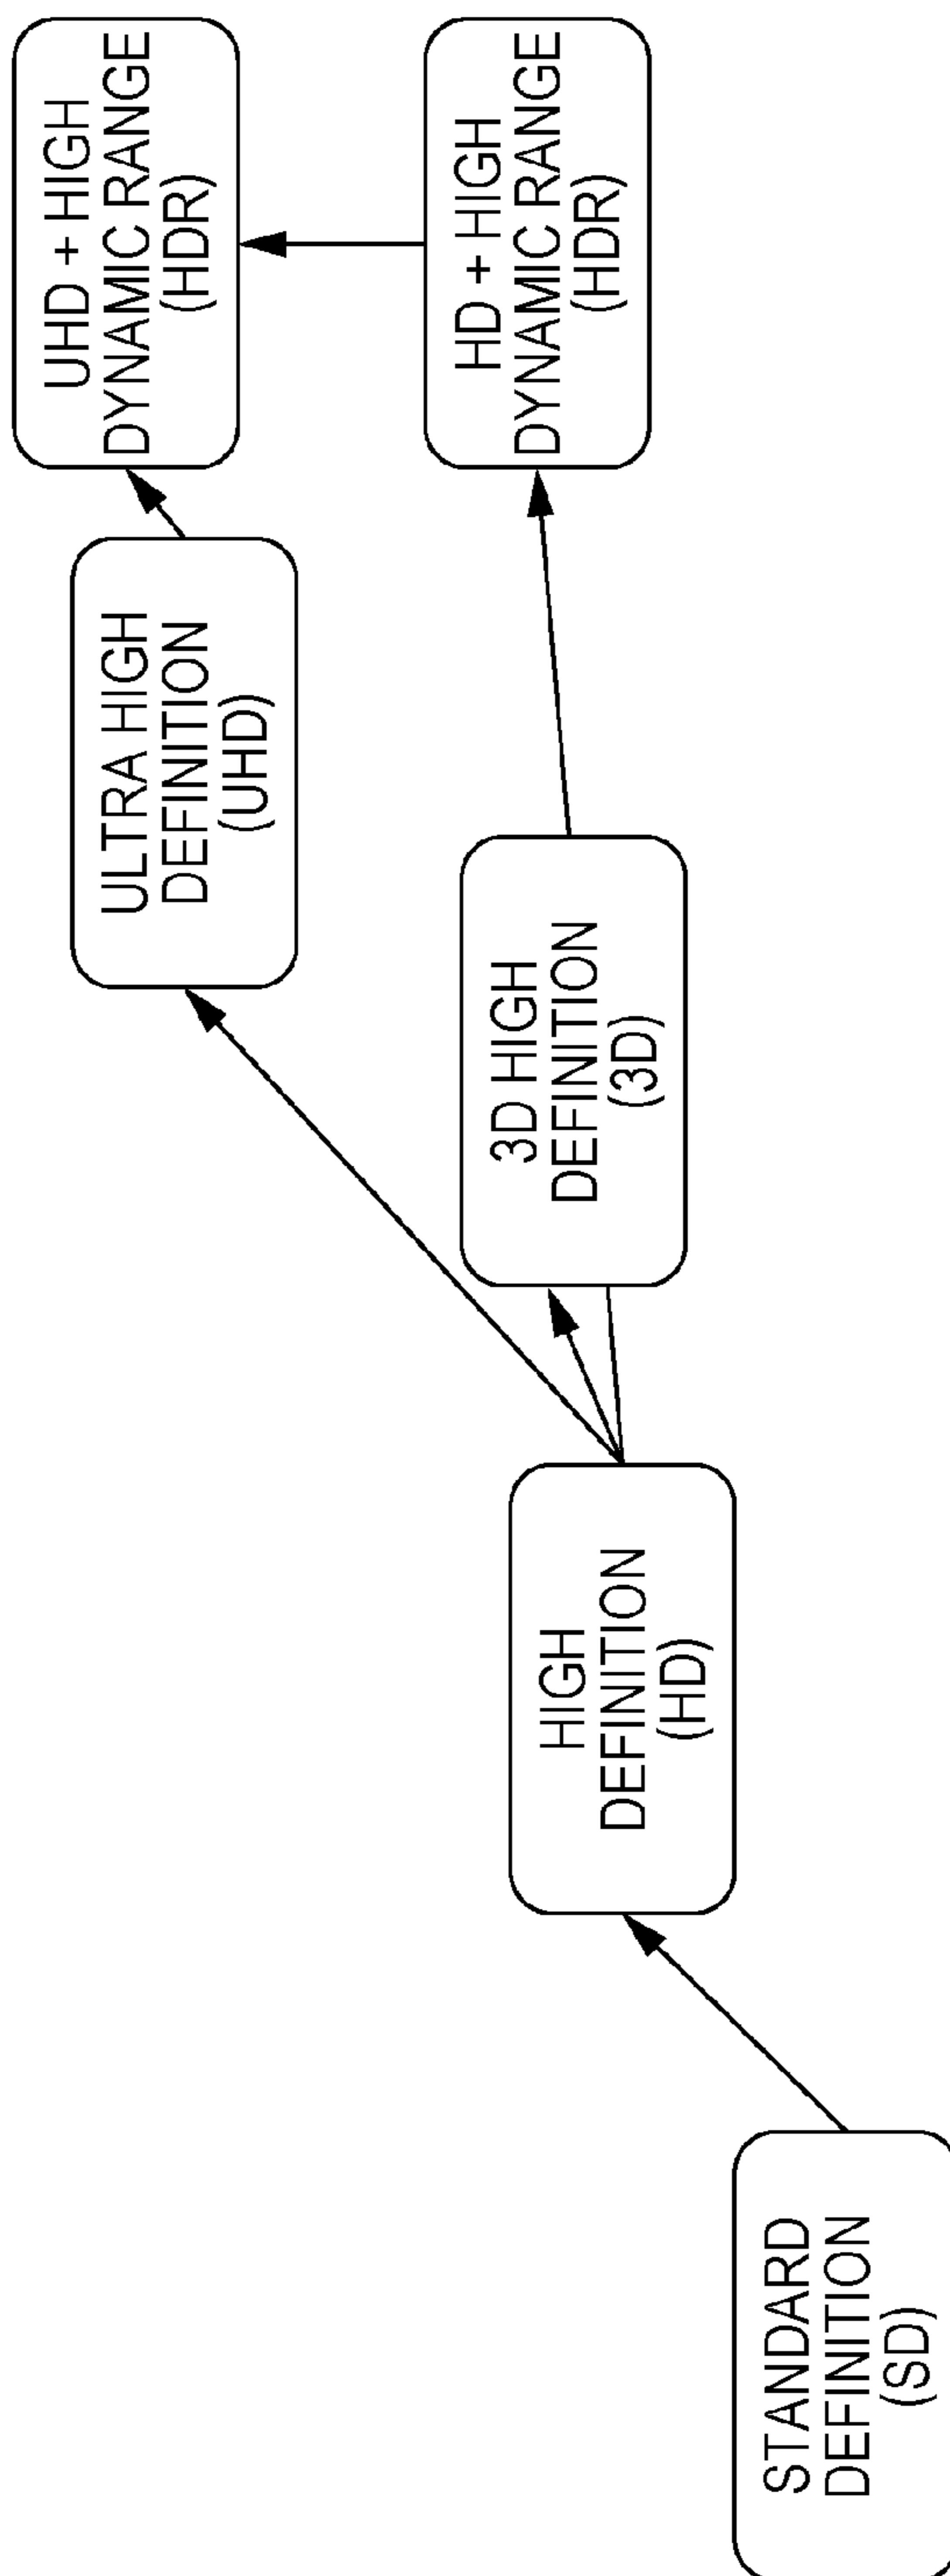 STANDARD
DEFINITION
(SD)
HIGH
DEFINITION
(HD)
3D HIGH
DEFINITION
(3D)
ULTRA HIGH
DEFINITION
(UHD)
UHD + HIGH
DYNAMIC RANGE
(HDR)
HD + HIGH
DYNAMIC RANGE
(HDR)